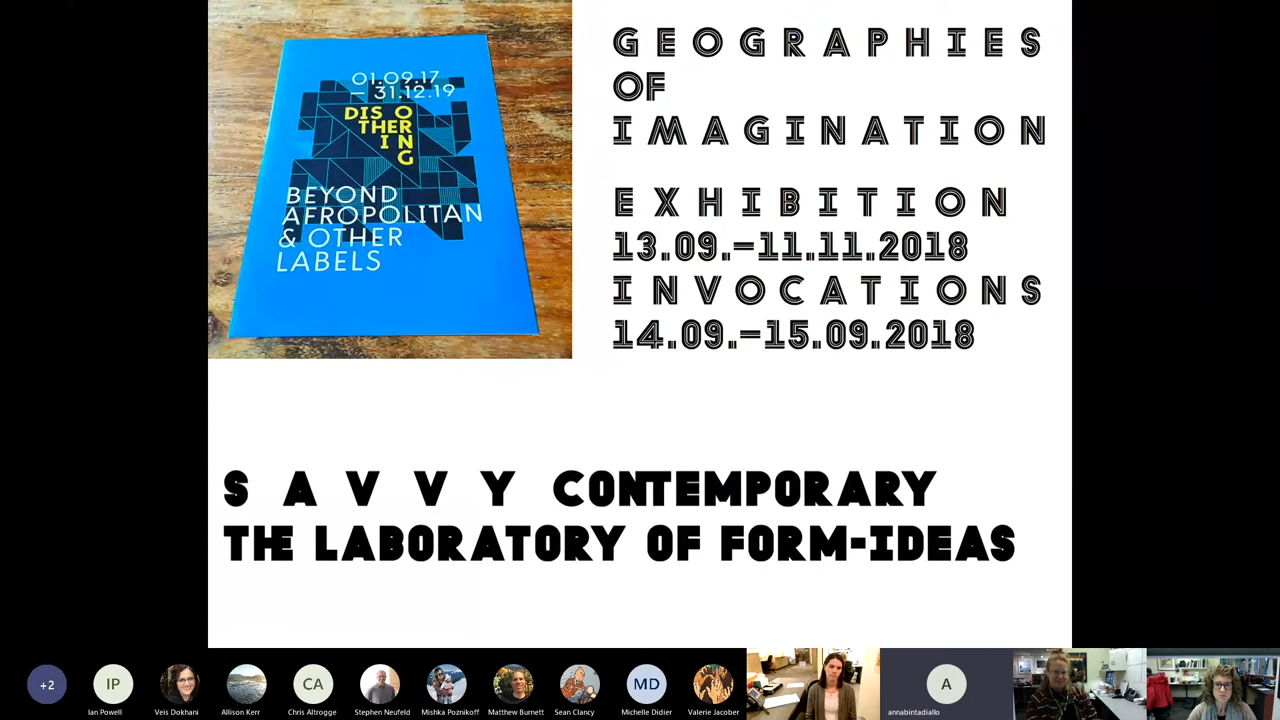 01.09.17
– 31.12.19
DIS O
THER
I N
G
BEYOND
AFROPOLITAN
& OTHER
LABELS
GEOGRAPHIES
OF
IMAGINATION
EXHIBITION
13.09.–11.11.2018
INVOCATIONS
14.09.–15.09.2018
SAVVY CONTEMPORARY
THE LABORATORY OF FORM-IDEAS
+2
IP
CA
MD
A
Ian Powell
Veis Dokhani
Allison Kerr
Chris Altrogge
Stephen Neufeld
Mishka Poznikoff
Matthew Burnett
Sean Clancy
Michelle Didier
Valerie Jacober
annabintadiallo